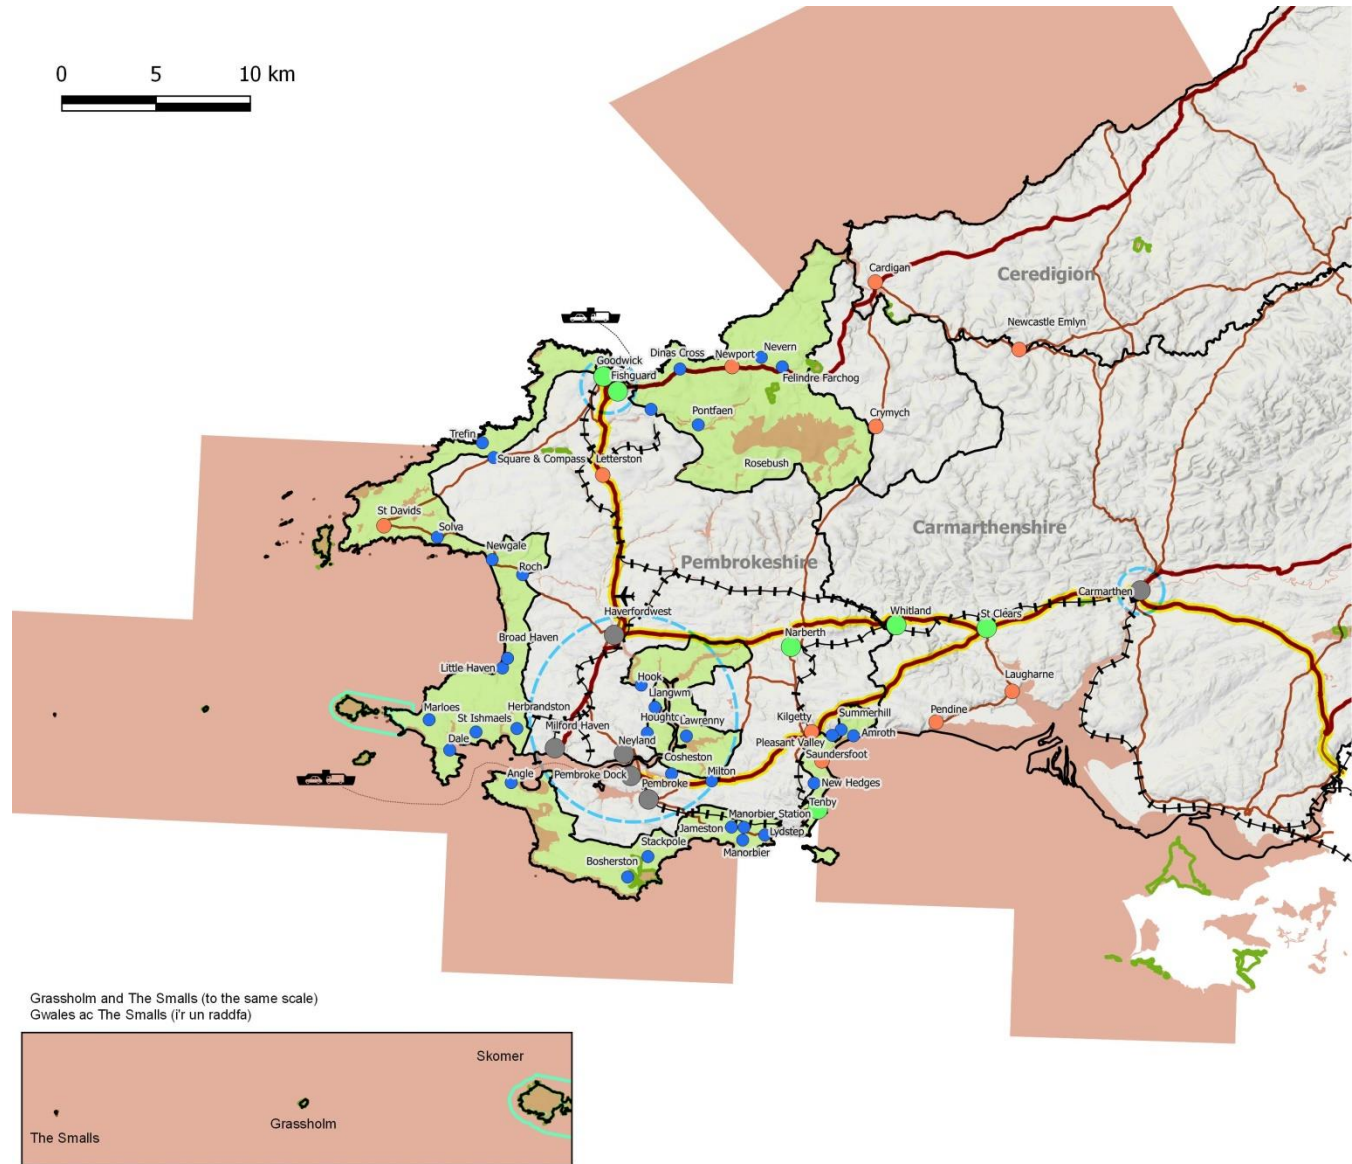 0 5 10 km
Cardigan
Ceredigion
Newcastle Emlyn
Goodwick
Dinas Cross
Newport
Nevern
Fishguard
Felindre Farchog
Pontfaen
Crymych
Trefin
Square & Compass
Letterston
Rosebush
St Davids
Solva
Carmarthenshire
Newgale
Roch
Pembrokeshire
Carmarthen
Haverfordwest
Whitland
St Clears
Broad Haven
Narberth
Little Haven
Hook
Laugharne
Llangwm
Marloes
Herbrandston
St Ishmaels
Milford Haven
Houghto
Lawrenny
Kilgetty
Summerhill
Pendine
Dale
Neyland
Pleasant Valley
Amroth
Cosheston
Saundersfoot
Angle
Pembroke Dock
Pembroke
Milton
New Hedges
Tenby
Manorbier Station
Jameston
Lydstep
Stackpole
Manorbier
Bosherston
Grassholm and The Smalls (to the same scale)
Gwales ac The Smalls (i'r un raddfa)
Skomer
Grassholm
The Smalls